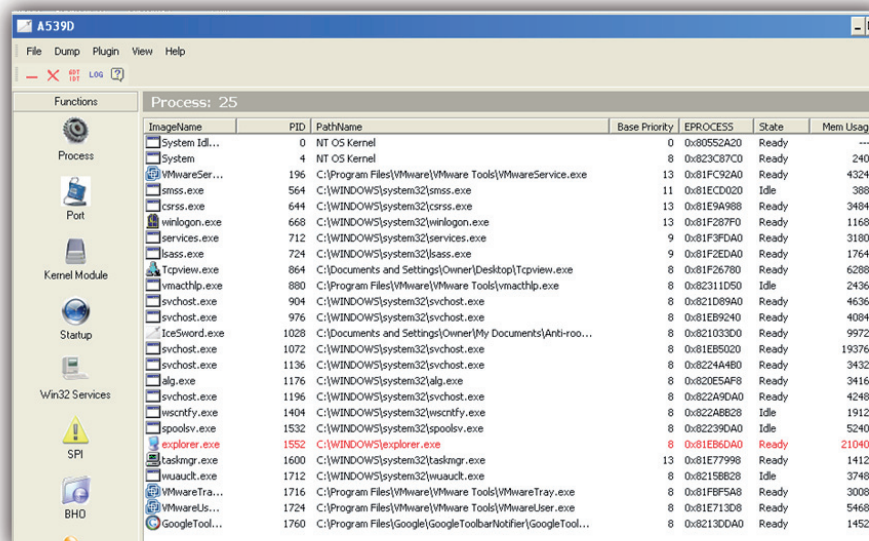 A539D
File Dump Plugin View Help
LOG
Functions Process: 25
ImageName PID PathName Base Priority EPROCESS State Mem Usag
System Idl... 0 NT OS Kernel 0 0x80552A20 Ready ---
System 4 NT OS Kernel 8 0x823C87C0 Ready 240
VMwareSer... 196 C:\Program Files\VMware\VMware Tools\VMwareService.exe 13 0x81FC92A0 Ready 4324
smss.exe 564 C:\WINDOWS\system32\smss.exe 11 0x81ECD020 Idle 388
csrss.exe 644 C:\WINDOWS\system32\csrss.exe 13 0x81E9A988 Ready 3484
winlogon.exe 668 C:\WINDOWS\system32\winlogon.exe 13 0x81F287F0 Ready 1168
services.exe 712 C:\WINDOWS\system32\services.exe 9 0x81F3FDA0 Ready 3180
lsass.exe 724 C:\WINDOWS\system32\lsass.exe 9 0x81F2EDA0 Ready 1764
Tcpview.exe 864 C:\Documents and Settings\Owner\Desktop\Tcpview.exe 8 0x81F26780 Ready 6288
vmacthlp.exe 880 C:\Program Files\VMware\VMware Tools\vmacthlp.exe 8 0x82311D50 Idle 2436
svchost.exe 904 C:\WINDOWS\system32\svchost.exe 8 0x821D89A0 Ready 4636
svchost.exe 976 C:\WINDOWS\system32\svchost.exe 8 0x81EB9240 Ready 4084
IceSword.exe 1028 C:\Documents and Settings\Owner\My Documents\Anti-roo... 8 0x821033D0 Ready 9972
svchost.exe 1072 C:\WINDOWS\system32\svchost.exe 8 0x81EB5020 Ready 19376
svchost.exe 1136 C:\WINDOWS\system32\svchost.exe 8 0x8224A4B0 Ready 3432
alg.exe 1176 C:\WINDOWS\system32\alg.exe 8 0x820E5AF8 Ready 3416
svchost.exe 1196 C:\WINDOWS\system32\svchost.exe 8 0x822A9DA0 Ready 4248
wscntfy.exe 1404 C:\WINDOWS\system32\wscntfy.exe 8 0x822ABB28 Idle 1912
spoolsv.exe 1532 C:\WINDOWS\system32\spoolsv.exe 8 0x82239DA0 Idle 5240
explorer.exe 1552 C:\WINDOWS\explorer.exe 8 0x81EB6DA0 Ready 21040
taskmgr.exe 1600 C:\WINDOWS\system32\taskmgr.exe 13 0x81E77998 Ready 1412
wuauclt.exe 1712 C:\WINDOWS\system32\wuauclt.exe 8 0x8215BB28 Idle 3748
VMwareTra... 1716 C:\Program Files\VMware\VMware Tools\VMwareTray.exe 8 0x81FBF5A8 Ready 3008
VMwareUs... 1724 C:\Program Files\VMware\VMware Tools\VMwareUser.exe 8 0x81E713D8 Ready 5468
GoogleTool... 1760 C:\Program Files\Google\GoogleToolbarNotifier\GoogleTool... 8 0x8213DDA0 Ready 1452
Process
Port
Kernel Module
Startup
Win32 Services
SPI
BHO